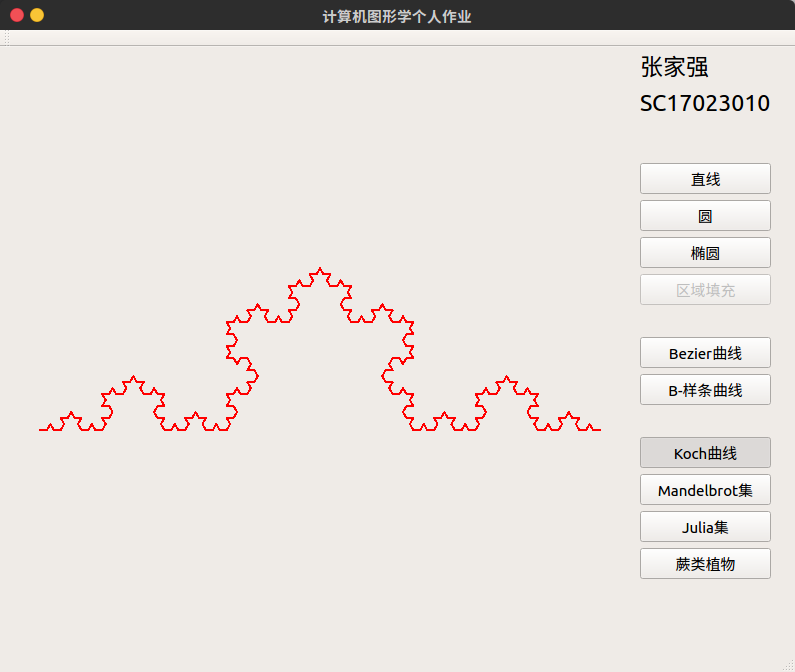 计算机图形学个人作业
张家强
SC17023010
直线
圆
椭圆
区域填充
Bezier曲线
B-样条曲线
Koch曲线
Mandelbrot集
Julia集
蕨类植物